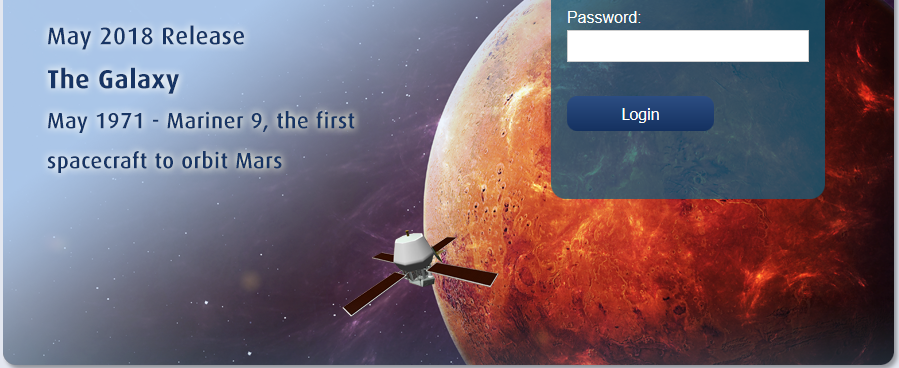 May 2018 Release
The Galaxy
May 1971 - Mariner 9, the first
spacecraft to orbit Mars
Password:
Login